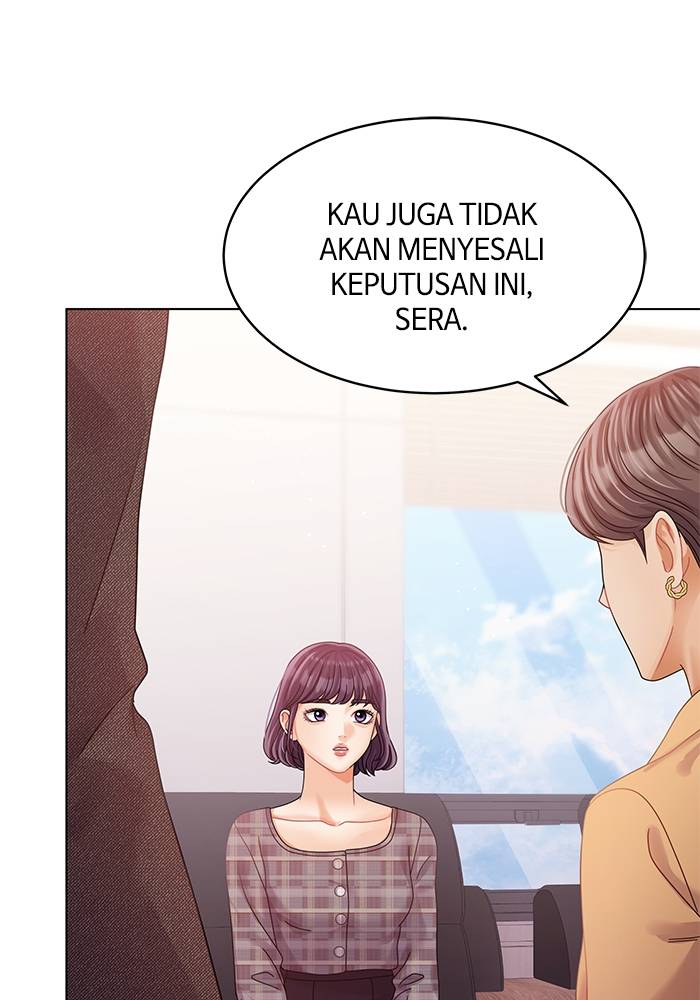 KAU JUGA TIDAK
AKAN MENYESALI
KEPUTUSAN INI,
SERA.